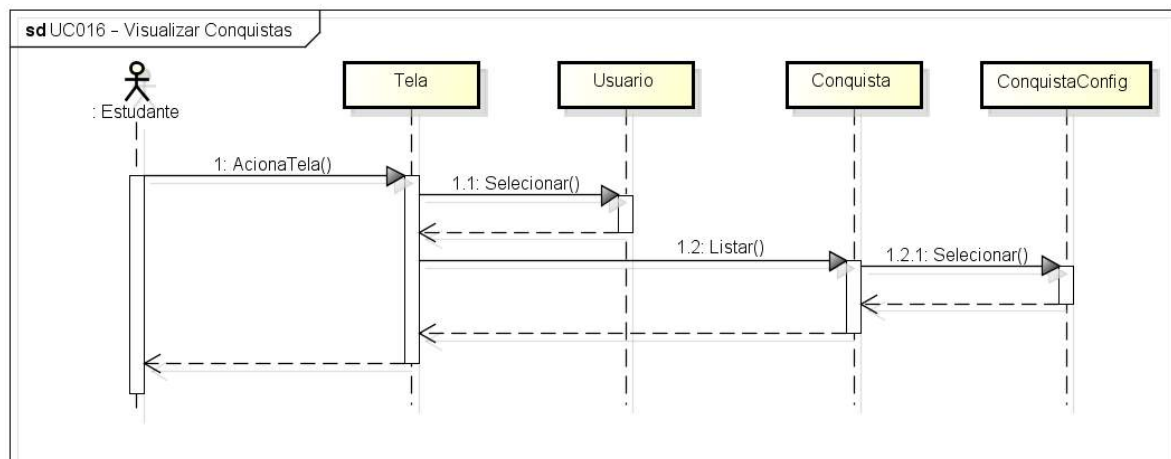 sd UC016 – Visualizar Conquistas
: Estudante
Tela
Usuario
Conquista
ConquistaConfig
1: AcionaTela()
1.1: Selecionar()
1.2: Listar()
1.2.1: Selecionar()